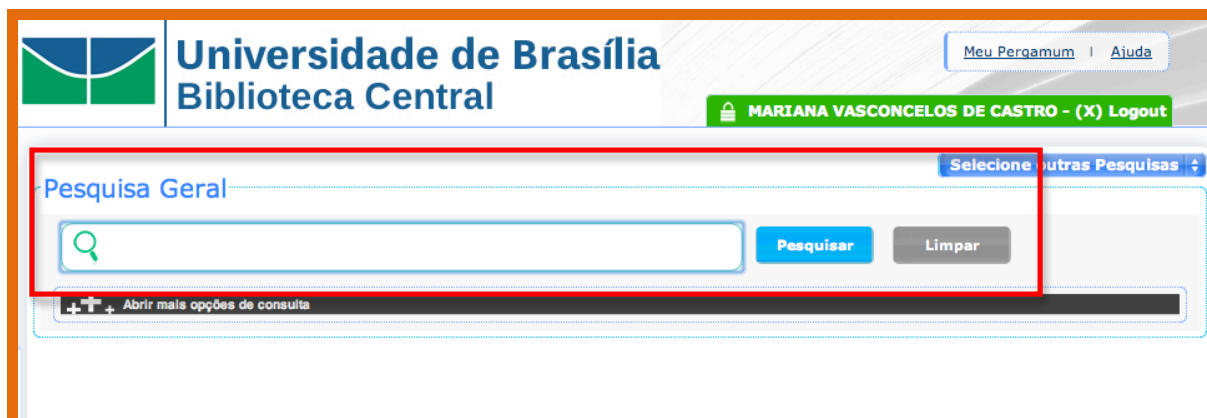 Universidade de Brasília
Biblioteca Central
Meu Pergamum | Ajuda
MARIANA VASCONCELOS DE CASTRO - (X) Logout
Selecione outras Pesquisas
Pesquisa Geral
Pesquisar
Limpar
Abrir mais opções de consulta